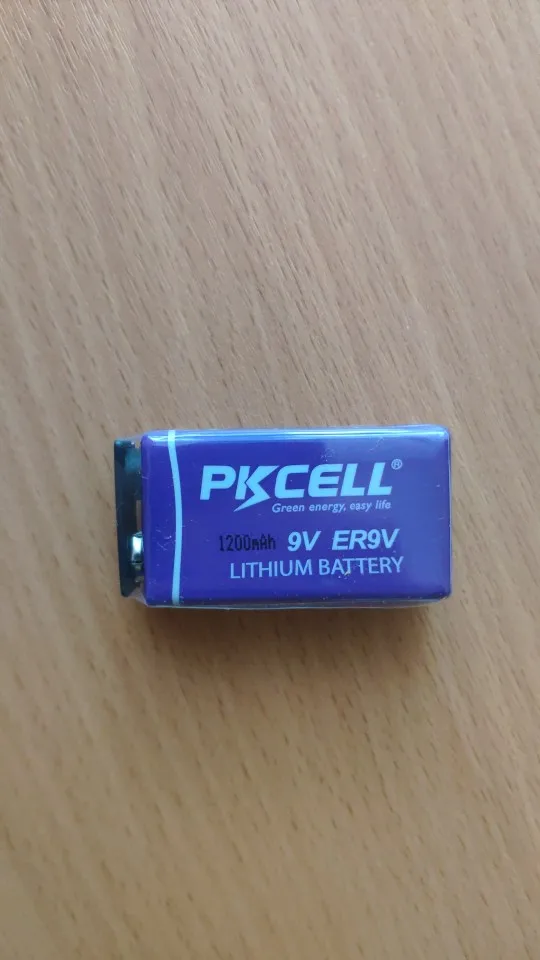 PKCELL®
Green energy, easy life
1200mAh 9V ER9V
LITHIUM BATTERY